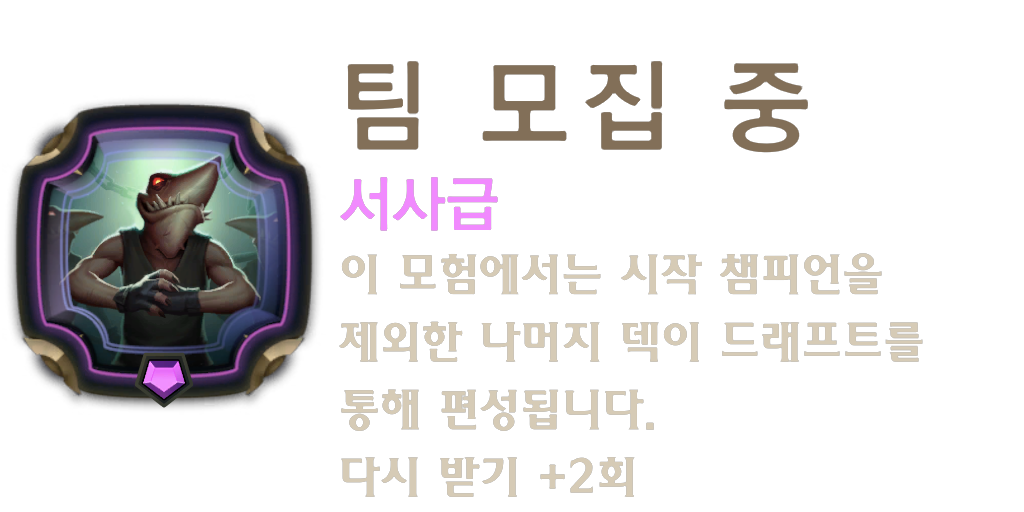 팀 모집 중
서사급
이 모험에서는 시작 챔피언을
제외한 나머지 덱이 드래프트를
통해 편성됩니다.
다시 받기 +2회